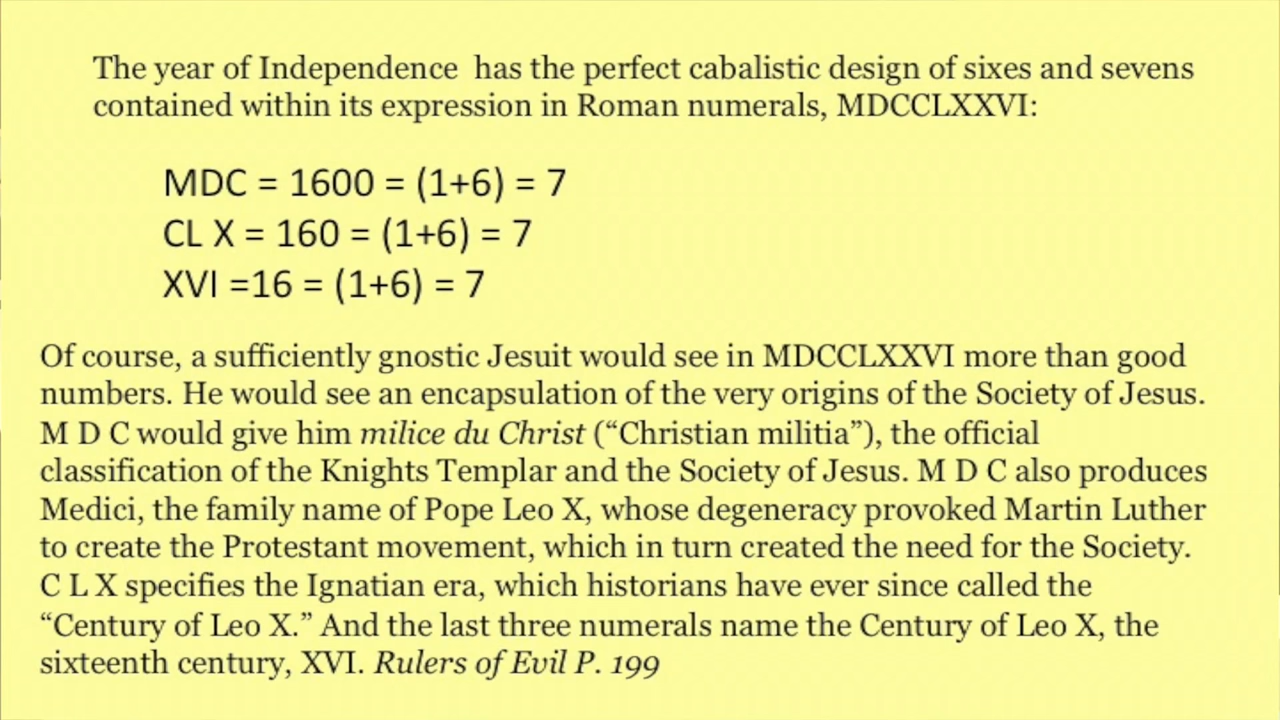 The year of Independence  has the perfect cabalistic design of sixes and sevens
contained within its expression in Roman numerals, MDCCLXXVI:
MDC = 1600 = (1+6) = 7
CL X = 160 = (1+6) = 7
XVI =16 = (1+6) = 7
Of course, a sufficiently gnostic Jesuit would see in MDCCLXXVI more than good
numbers. He would see an encapsulation of the very origins of the Society of Jesus.
M D C would give him milice du Christ (“Christian militia”), the official
classification of the Knights Templar and the Society of Jesus. M D C also produces
Medici, the family name of Pope Leo X, whose degeneracy provoked Martin Luther
to create the Protestant movement, which in turn created the need for the Society.
C L X specifies the Ignatian era, which historians have ever since called the
“Century of Leo X.” And the last three numerals name the Century of Leo X, the
sixteenth century, XVI. Rulers of Evil P. 199